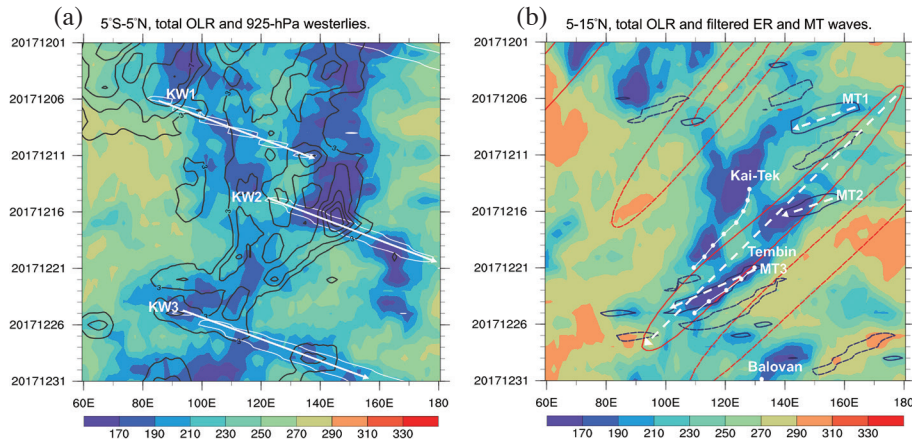 (a) 5°S-5°N, total OLR and 925-hPa westerlies.
20171201
20171206
20171211
20171216
20171221
20171226
20171231
KW1
KW2
KW3
60E 80E 100E 120E 140E 160E 180
170 190 210 230 250 270 290 310 330
(b) 5-15°N, total OLR and filtered ER and MT waves.
20171201
20171206
20171211
20171216
20171221
20171226
20171231
MT1
Kai-Tek
MT2
Tembin
MT3
Balovan
60E 80E 100E 120E 140E 160E 180
170 190 210 230 250 270 290 310 330